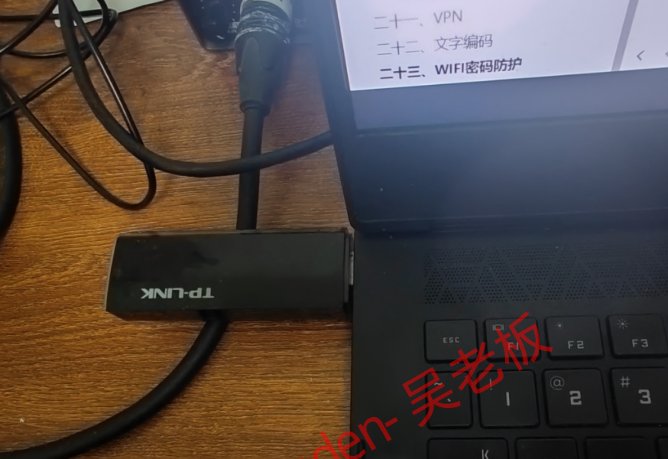 二十一、VPN
二十二、文字编码
二十三、WIFI密码防护
TP-LINK
ESC
F1
* F2
F3
~
、
!
1
@
2
#
3
K
den- 吴老板